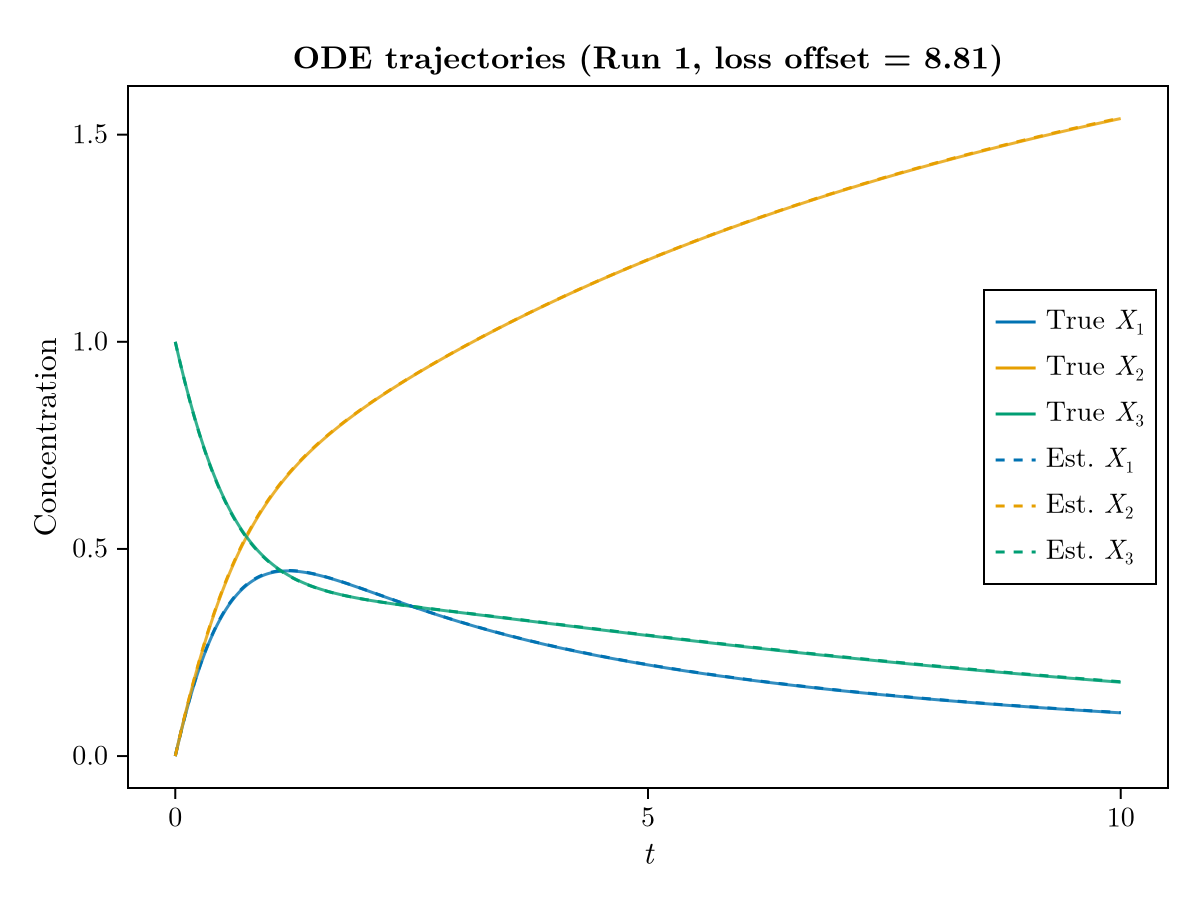 ODE trajectories (Run 1, loss offset = 8.81)
1.5
1.0
0.5
0.0
Concentration
0
5
10
t
True X₁
True X₂
True X₃
Est. X₁
Est. X₂
Est. X₃